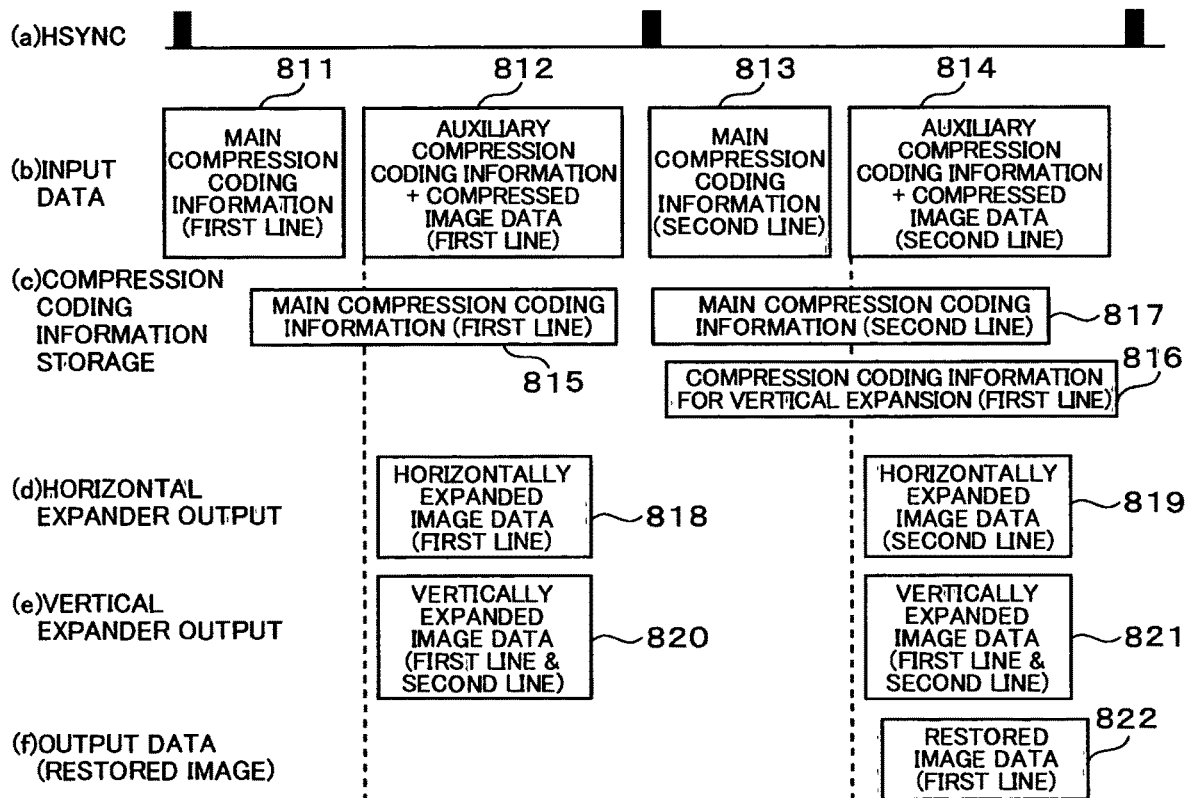 (a)HSYNC
811
812
813
814
(b)INPUT
DATA
MAIN
COMPRESSION
CODING
INFORMATION
(FIRST LINE)
AUXILIARY
COMPRESSION
CODING INFORMATION
+ COMPRESSED
IMAGE DATA
(FIRST LINE)
MAIN
COMPRESSION
CODING
INFORMATION
(SECOND LINE)
AUXILIARY
COMPRESSION
CODING INFORMATION
+ COMPRESSED
IMAGE DATA
(SECOND LINE)
(c)COMPRESSION
CODING
INFORMATION
STORAGE
MAIN COMPRESSION CODING
INFORMATION (FIRST LINE)
815
MAIN COMPRESSION CODING
INFORMATION (SECOND LINE)
817
816
COMPRESSION CODING INFORMATION
FOR VERTICAL EXPANSION (FIRST LINE)
(d)HORIZONTAL
EXPANDER OUTPUT
HORIZONTALLY
EXPANDED
IMAGE DATA
(FIRST LINE)
818
HORIZONTALLY
EXPANDED
IMAGE DATA
(SECOND LINE)
819
(e)VERTICAL
EXPANDER OUTPUT
VERTICALLY
EXPANDED
IMAGE DATA
(FIRST LINE &
SECOND LINE)
820
VERTICALLY
EXPANDED
IMAGE DATA
(FIRST LINE &
SECOND LINE)
821
(f)OUTPUT DATA
(RESTORED IMAGE)
RESTORED
IMAGE DATA
(FIRST LINE)
822